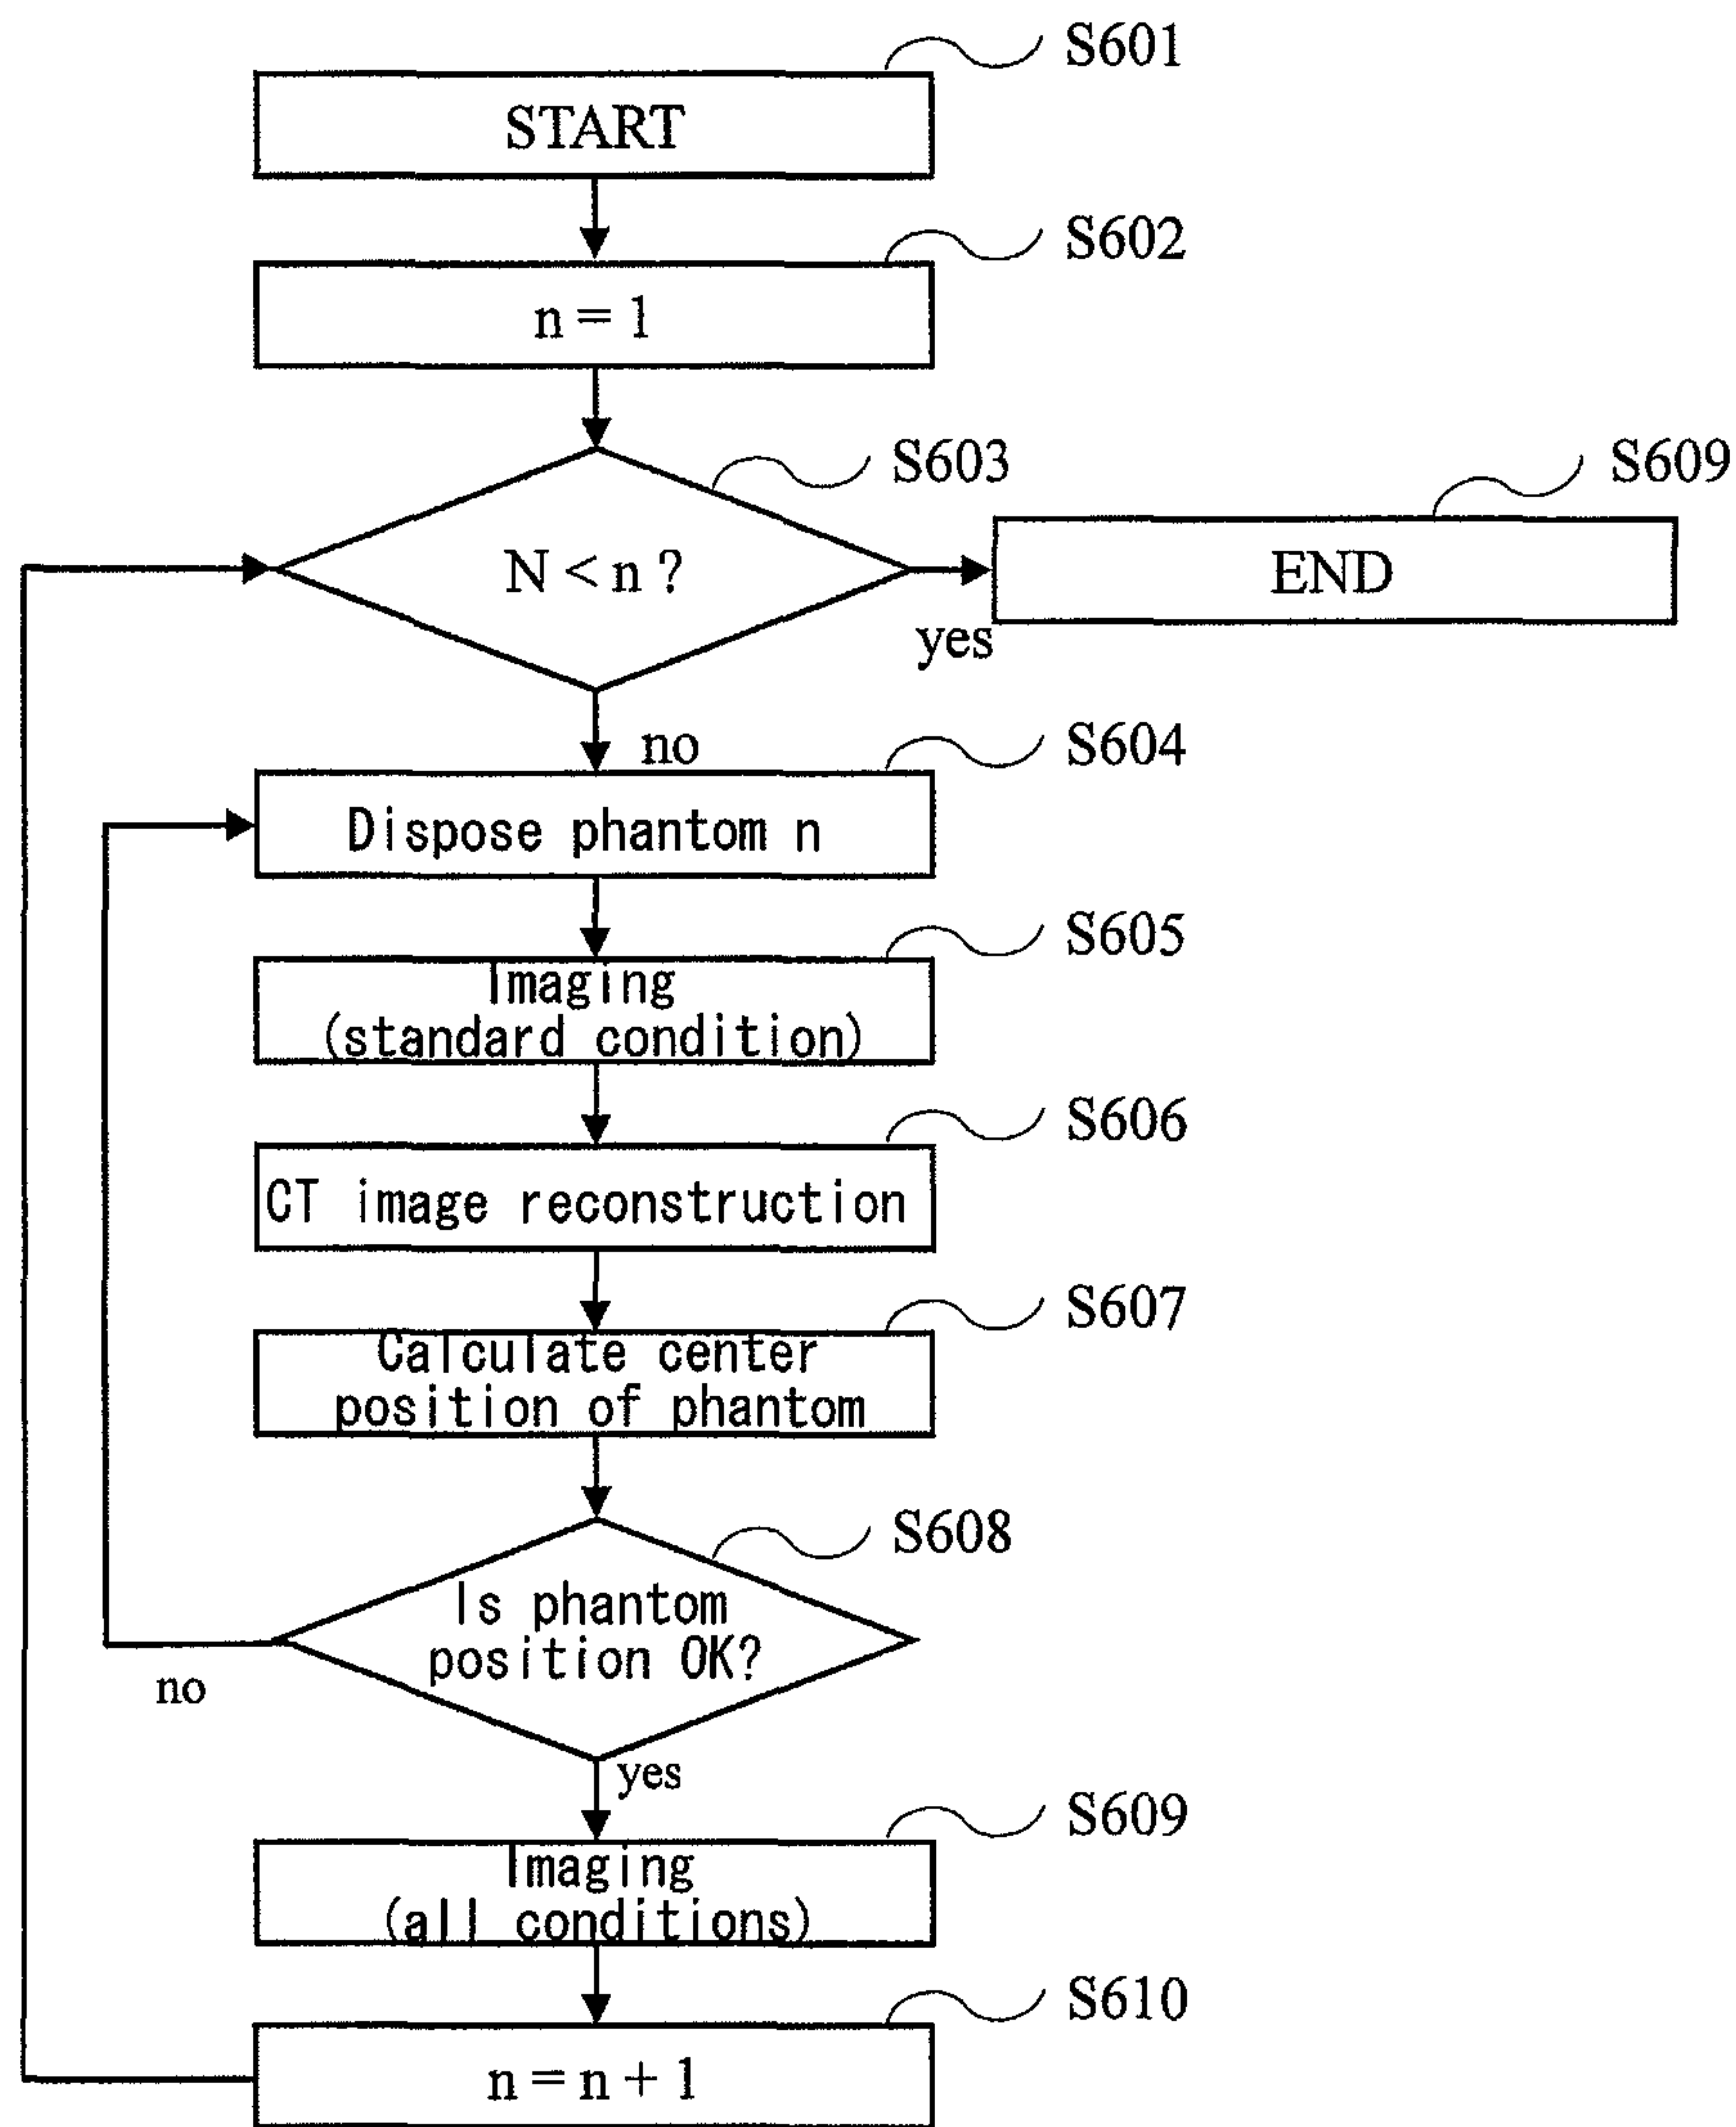 S601
START
S602
n = 1
S603
S609
N < n ?
END
yes
no
S604
Dispose phantom n
S605
Imaging
(standard condition)
S606
CT image reconstruction
S607
Calculate center
position of phantom
S608
Is phantom
position OK?
no
yes
S609
Imaging
(all conditions)
S610
n = n + 1